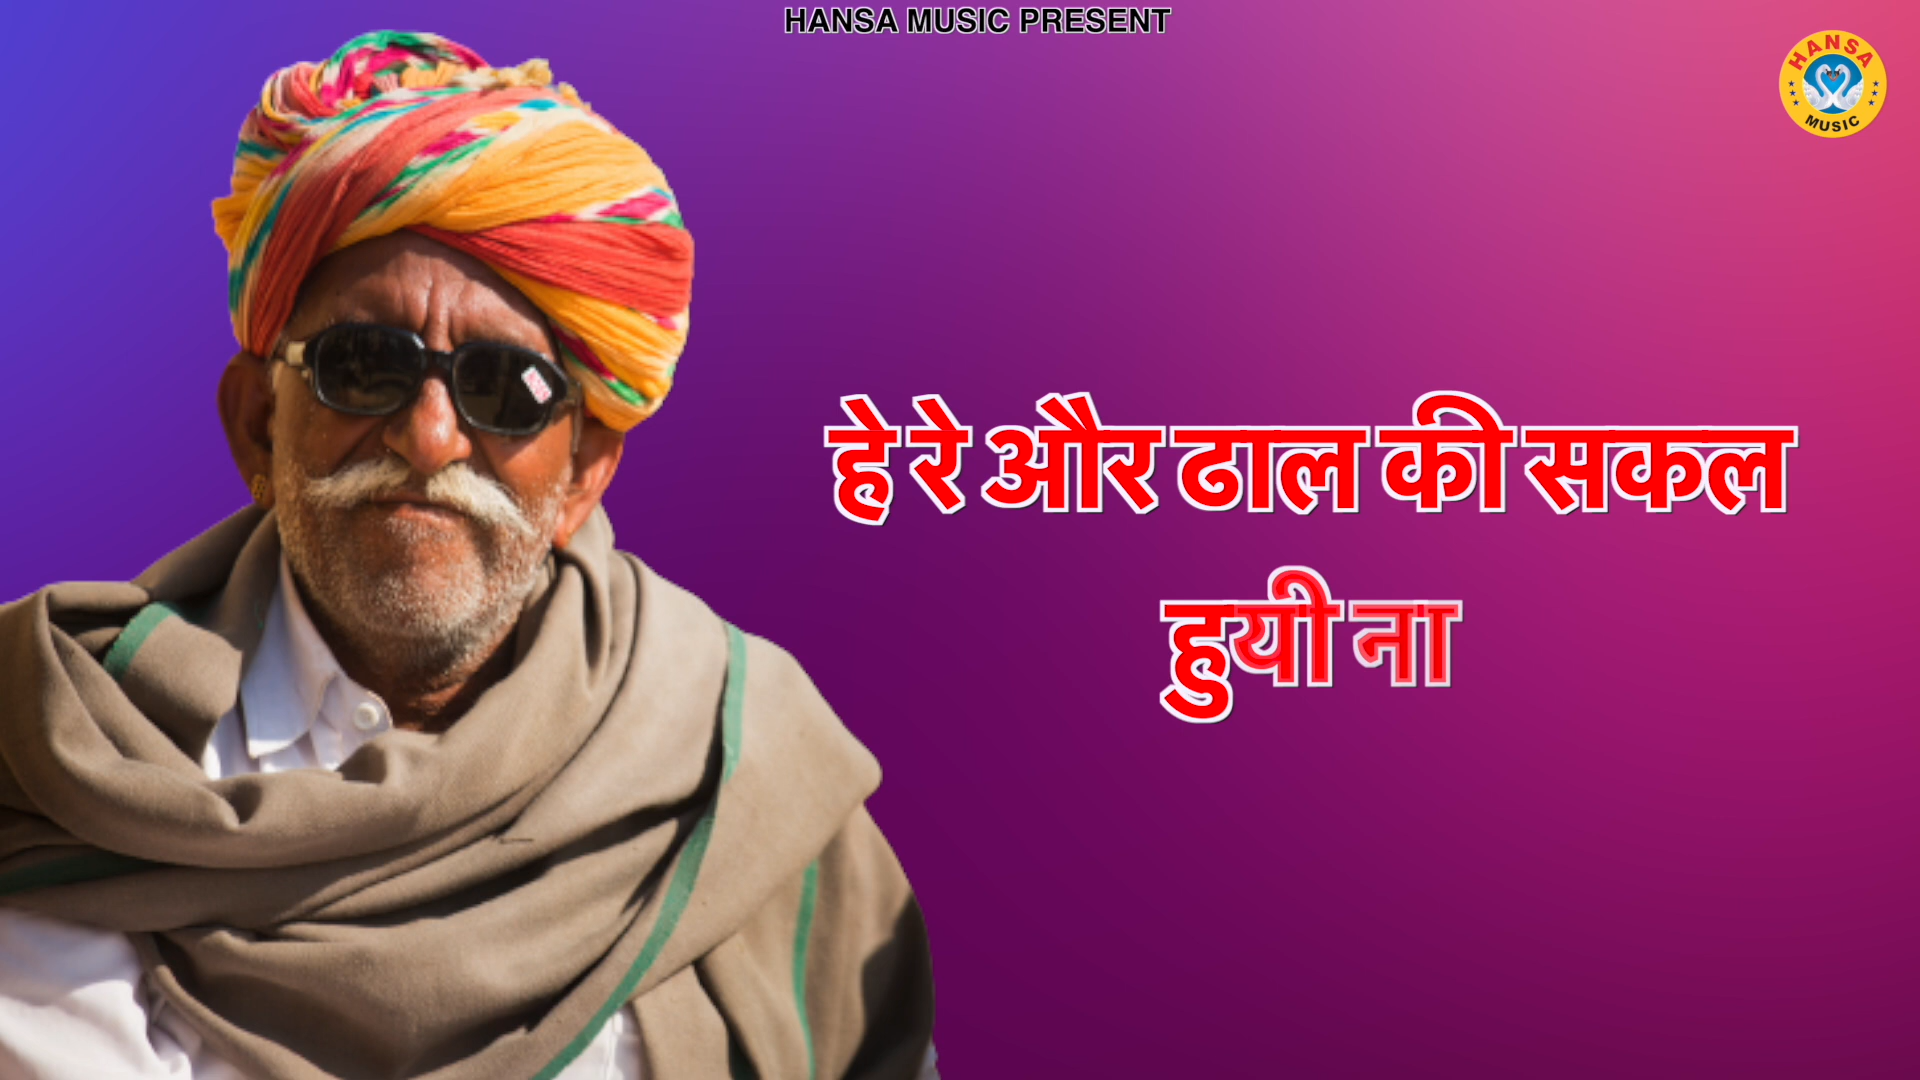 HANSA MUSIC PRESENT
HANSA
MUSIC
हे रे और ढाल की सकल
हुयी ना